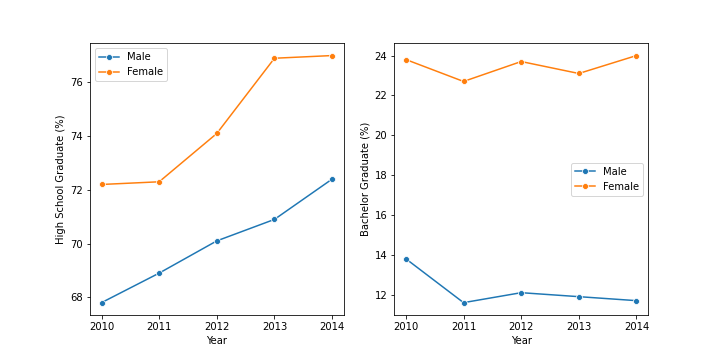 Male
Female
High School Graduate (%)
76
74
72
70
68
2010 2011 2012 2013 2014
Year
Male
Female
Bachelor Graduate (%)
24
22
20
18
16
14
12
2010 2011 2012 2013 2014
Year